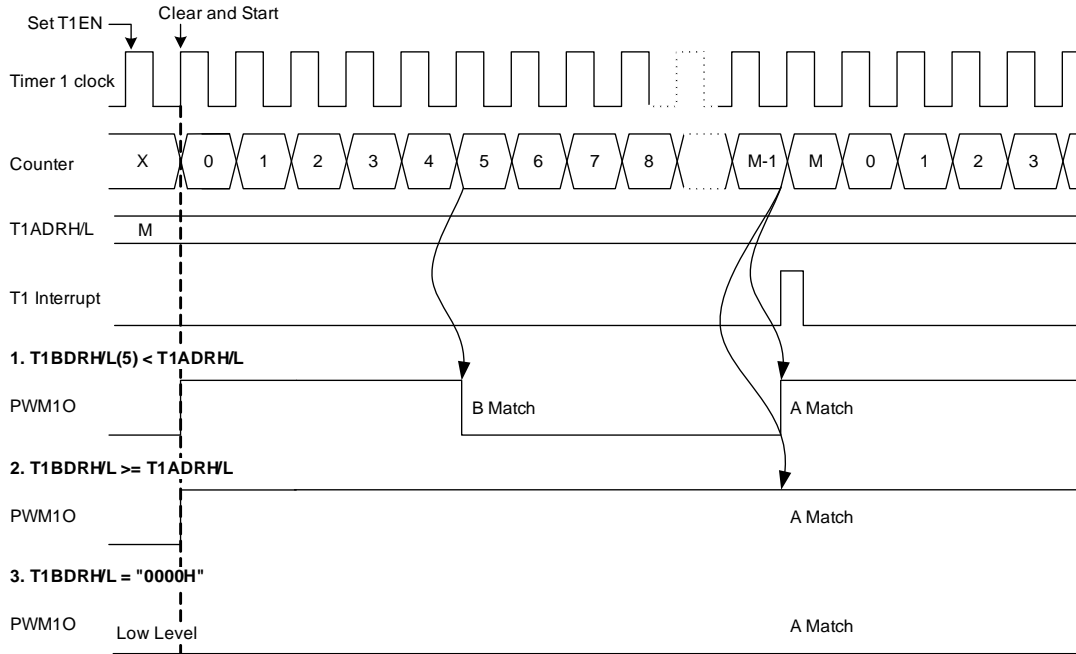 Set T1EN
Clear and Start
Timer 1 clock
Counter X 0 1 2 3 4 5 6 7 8 M-1 M 0 1 2 3
T1ADRH/L M
T1 Interrupt
1. T1BDRH/L(5) < T1ADRH/L
PWM1O B Match A Match
2. T1BDRH/L >= T1ADRH/L
PWM1O A Match
3. T1BDRH/L = "0000H"
PWM1O Low Level A Match